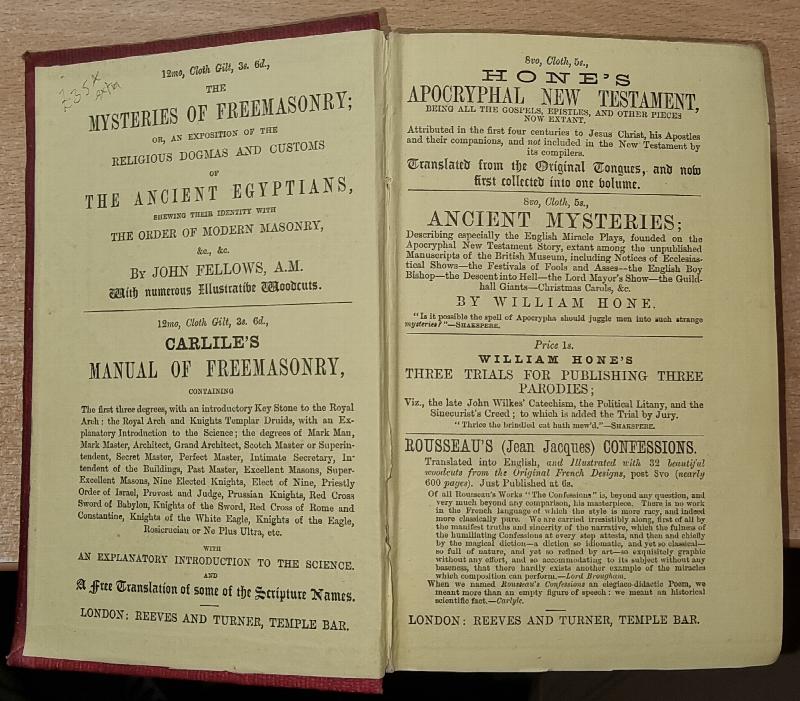 235x
extra
12mo, Cloth Gilt, 3s. 6d.,
THE
MYSTERIES OF FREEMASONRY;
OR, AN EXPOSITION OF THE
RELIGIOUS DOGMAS AND CUSTOMS
OF
THE ANCIENT EGYPTIANS,
SHEWING THEIR IDENTITY WITH
THE ORDER OF MODERN MASONRY,
&c., &c.
BY JOHN FELLOWS, A.M.
With numerous Illustrative Woodcuts.
12mo, Cloth Gilt, 3s. 6d.,
CARLILE'S
MANUAL OF FREEMASONRY,
CONTAINING
The first three degrees, with an introductory Key Stone to the Royal
Arch: the Royal Arch and Knights Templar Druids, with an Ex-
planatory Introduction to the Science; the degrees of Mark Man,
Mark Master, Architect, Grand Architect, Scotch Master or Superin-
tendent, Secret Master, Perfect Master, Intimate Secretary, In-
tendent of the Buildings, Past Master, Excellent Masons, Super-
Excellent Masons, Nine Elected Knights, Elect of Nine, Priestly
Order of Israel, Provost and Judge, Prussian Knights, Red Cross
Sword of Babylon, Knights of the Sword, Red Cross of Rome and
Constantine, Knights of the White Eagle, Knights of the Eagle,
Rosicrucian or Ne Plus Ultra, etc.
WITH
AN EXPLANATORY INTRODUCTION TO THE SCIENCE.
AND
A Free Translation of some of the Scripture Names.
LONDON: REEVES AND TURNER, TEMPLE BAR.
8vo, Cloth, 5s.,
HONE'S
APOCRYPHAL NEW TESTAMENT,
BEING ALL THE GOSPELS, EPISTLES, AND OTHER PIECES
NOW EXTANT.
Attributed in the first four centuries to Jesus Christ, his Apostles
and their companions, and not included in the New Testament by
its compilers.
Translated from the Original Tongues, and now
first collected into one volume.
8vo, Cloth, 5s.,
ANCIENT MYSTERIES;
Describing especially the English Miracle Plays, founded on the
Apocryphal New Testament Story, extant among the unpublished
Manuscripts of the British Museum, including Notices of Ecclesias-
tical Shows—the Festivals of Fools and Asses—the English Boy
Bishop—the Descent into Hell—the Lord Mayor's Show—the Guild-
hall Giants—Christmas Carols, &c.
BY WILLIAM HONE.
"Is it possible the spell of Apocrypha should juggle men into such strange
mysteries?"—SHAKSPERE.
Price 1s.
WILLIAM HONE'S
THREE TRIALS FOR PUBLISHING THREE
PARODIES;
Viz., the late John Wilkes' Catechism, the Political Litany, and the
Sinecurist's Creed; to which is added the Trial by Jury.
"Thrice the brindled cat hath mew'd."—SHAKSPERE.
ROUSSEAU'S (Jean Jacques) CONFESSIONS.
Translated into English, and Illustrated with 32 beautiful
woodcuts from the Original French Designs, post 8vo (nearly
600 pages). Just Published at 6s.
Of all Rousseau's Works "The Confessions" is, beyond any question, and
very much beyond any comparison, his masterpiece. There is no work
in the French language of which the style is more racy, and indeed
more classically pure. We are carried irresistibly along, first of all by
the manifest truths and sincerity of the narrative, which the fulness of
the humiliating Confessions at every step attests, and then and chiefly
by the magical diction—a diction so idiomatic, and yet so classical—
so full of nature, and yet so refined by art—so exquisitely graphic
without any effort, and so accommodating to its subject without any
baseness, that there hardly exists another example of the miracles
which composition can perform.—Lord Brougham.
When we named Rousseau's Confessions an elegiaco-didactic Poem, we
meant more than an empty figure of speech: we meant an historical
scientific fact.—Carlyle.
LONDON: REEVES AND TURNER, TEMPLE BAR.